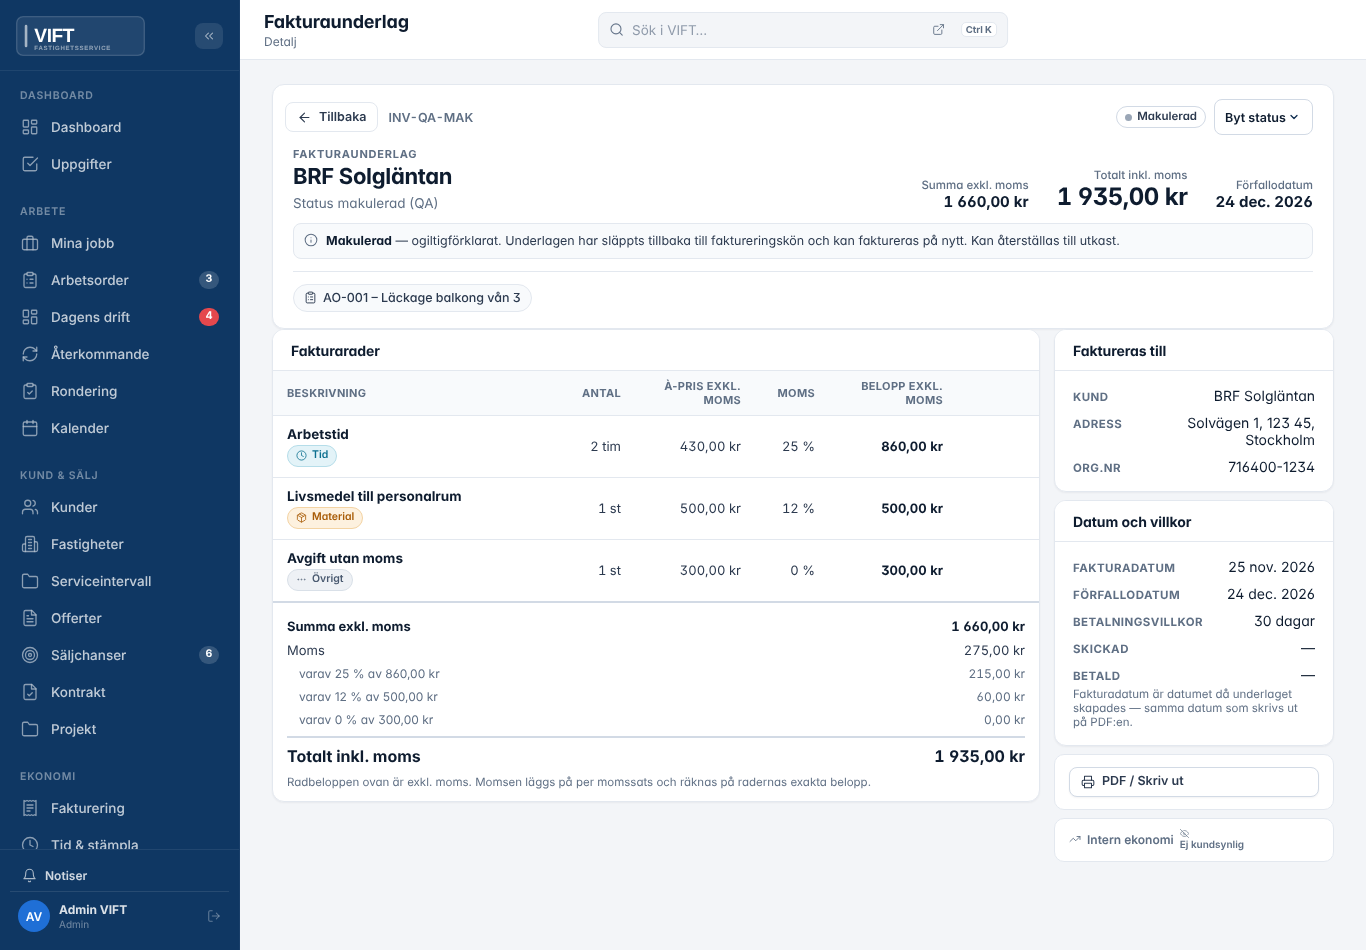 VIFT
FASTIGHETSSERVICE
DASHBOARD
Dashboard
Uppgifter
ARBETE
Mina jobb
Arbetsorder 3
Dagens drift 4
Återkommande
Rondering
Kalender
KUND & SÄLJ
Kunder
Fastigheter
Serviceintervall
Offerter
Säljchanser 6
Kontrakt
Projekt
EKONOMI
Fakturering
Tid & stämpla
Notiser
AV Admin VIFT
Admin
Fakturaunderlag
Detalj
Sök i VIFT... Ctrl K
Tillbaka INV-QA-MAK Makulerad Byt status
FAKTURAUNDERLAG
BRF Solgläntan
Status makulerad (QA)
Summa exkl. moms
1 660,00 kr
Totalt inkl. moms
1 935,00 kr
Förfallodatum
24 dec. 2026
Makulerad — ogiltigförklarat. Underlagen har släppts tillbaka till faktureringskön och kan faktureras på nytt. Kan återställas till utkast.
AO-001 – Läckage balkong vån 3
Fakturarader
BESKRIVNING ANTAL À-PRIS EXKL. MOMS MOMS BELOPP EXKL. MOMS
Arbetstid
Tid
2 tim 430,00 kr 25 % 860,00 kr
Livsmedel till personalrum
Material
1 st 500,00 kr 12 % 500,00 kr
Avgift utan moms
Övrigt
1 st 300,00 kr 0 % 300,00 kr
Summa exkl. moms 1 660,00 kr
Moms 275,00 kr
varav 25 % av 860,00 kr 215,00 kr
varav 12 % av 500,00 kr 60,00 kr
varav 0 % av 300,00 kr 0,00 kr
Totalt inkl. moms 1 935,00 kr
Radbeloppen ovan är exkl. moms. Momsen läggs på per momssats och räknas på radernas exakta belopp.
Faktureras till
KUND BRF Solgläntan
ADRESS Solvägen 1, 123 45,
Stockholm
ORG.NR 716400-1234
Datum och villkor
FAKTURADATUM 25 nov. 2026
FÖRFALLODATUM 24 dec. 2026
BETALNINGSVILLKOR 30 dagar
SKICKAD —
BETALD —
Fakturadatum är datumet då underlaget
skapades — samma datum som skrivs ut
på PDF:en.
PDF / Skriv ut
Intern ekonomi Ej kundsynlig